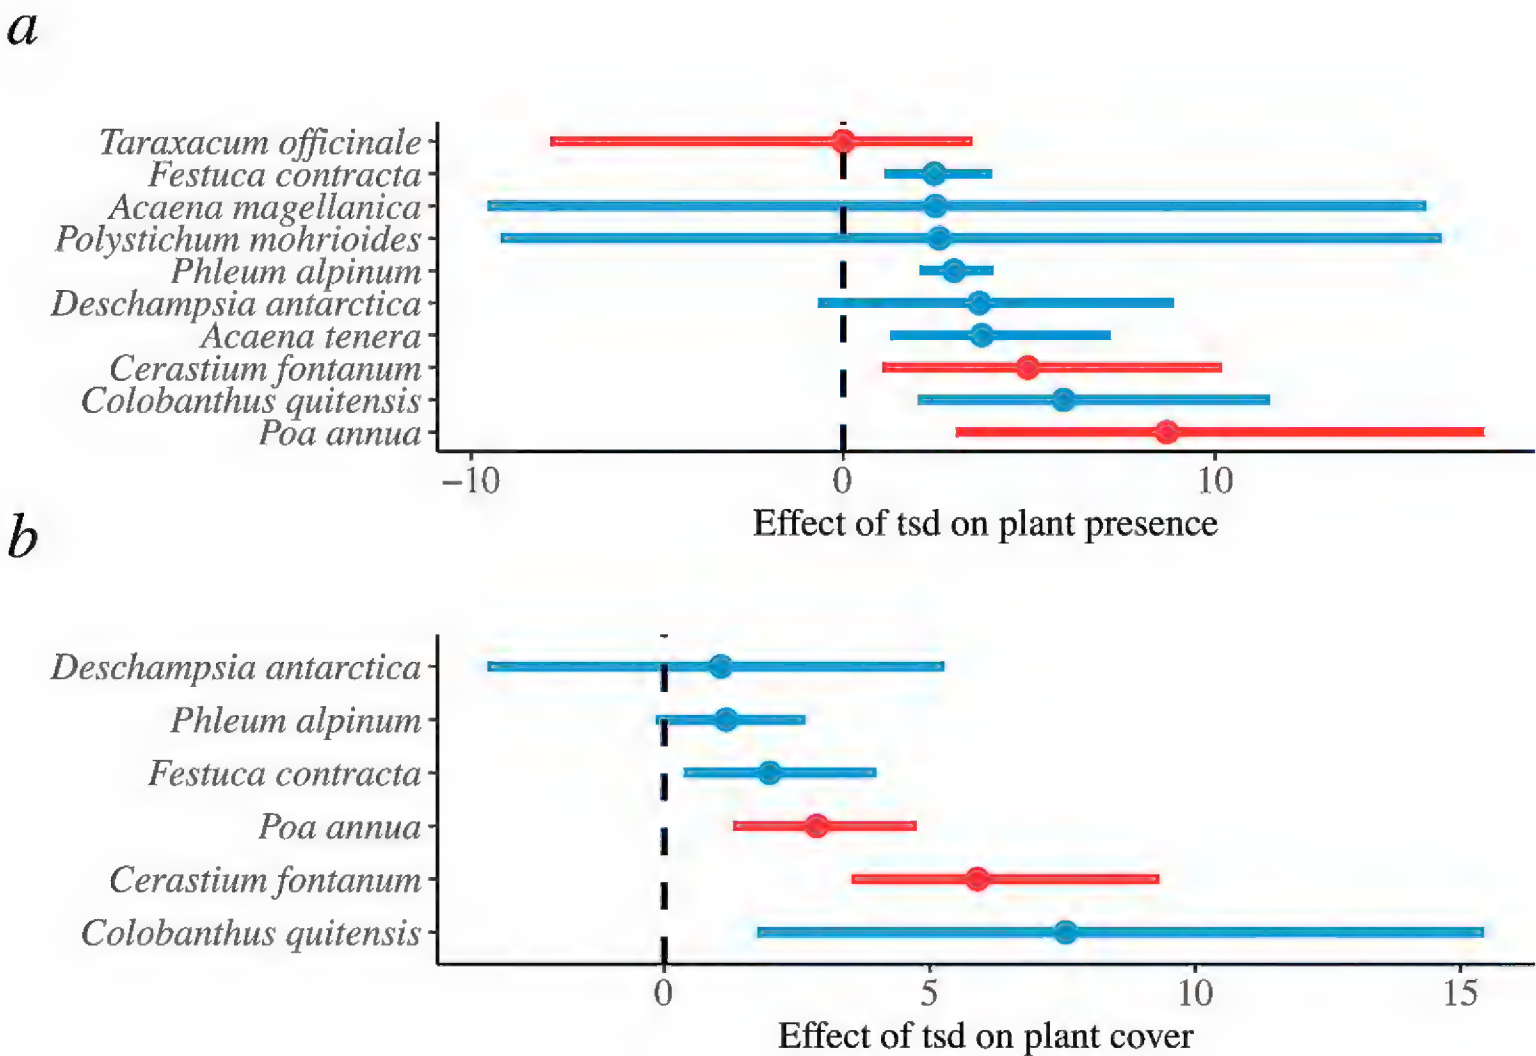 a
Taraxacum officinale
Festuca contracta
Acaena magellanica
Polystichum mohrioides
Phleum alpinum
Deschampsia antarctica
Acaena tenera
Cerastium fontanum
Colobanthus quitensis
Poa annua
−10 0 10
Effect of tsd on plant presence
b
Deschampsia antarctica
Phleum alpinum
Festuca contracta
Poa annua
Cerastium fontanum
Colobanthus quitensis
0 5 10 15
Effect of tsd on plant cover